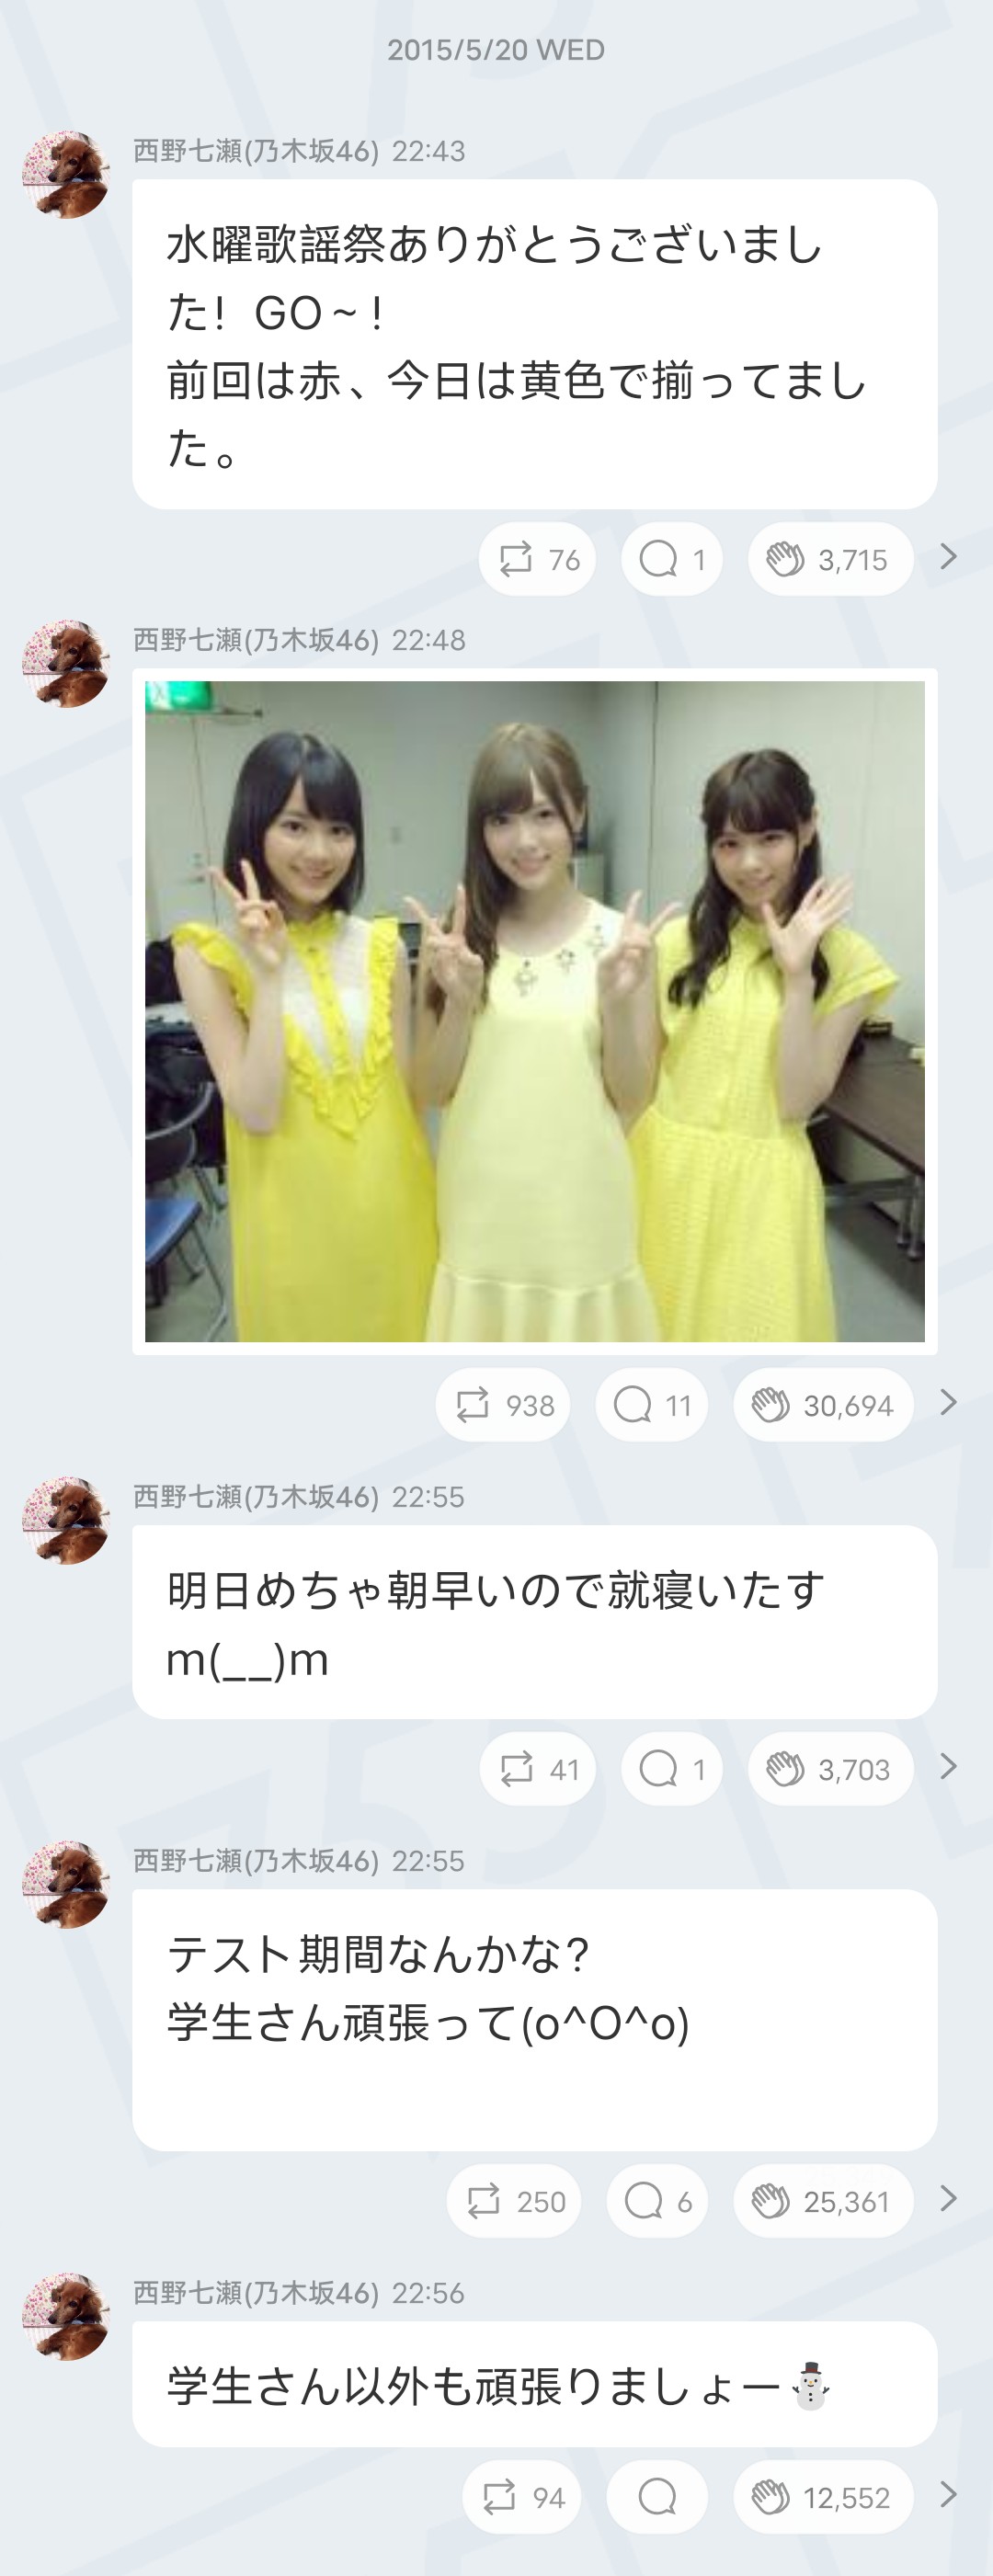 2015/5/20 WED
西野七瀬(乃木坂46) 22:43
水曜歌謡祭ありがとうございまし
た！GO～！
前回は赤、今日は黄色で揃ってまし
た。
76 1 3,715
西野七瀬(乃木坂46) 22:48
938 11 30,694
西野七瀬(乃木坂46) 22:55
明日めちゃ朝早いので就寝いたす
m(__)m
41 1 3,703
西野七瀬(乃木坂46) 22:55
テスト期間なんかな？
学生さん頑張って(o^O^o)
250 6 25,361
西野七瀬(乃木坂46) 22:56
学生さん以外も頑張りましょー⛄
94 12,552